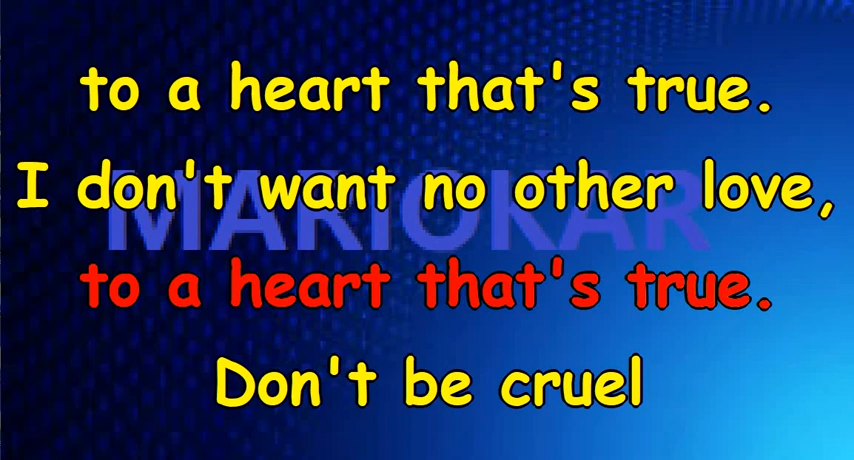 to a heart that's true.
I don't want no other love,
MARIOKAR
to a heart that's true.
Don't be cruel